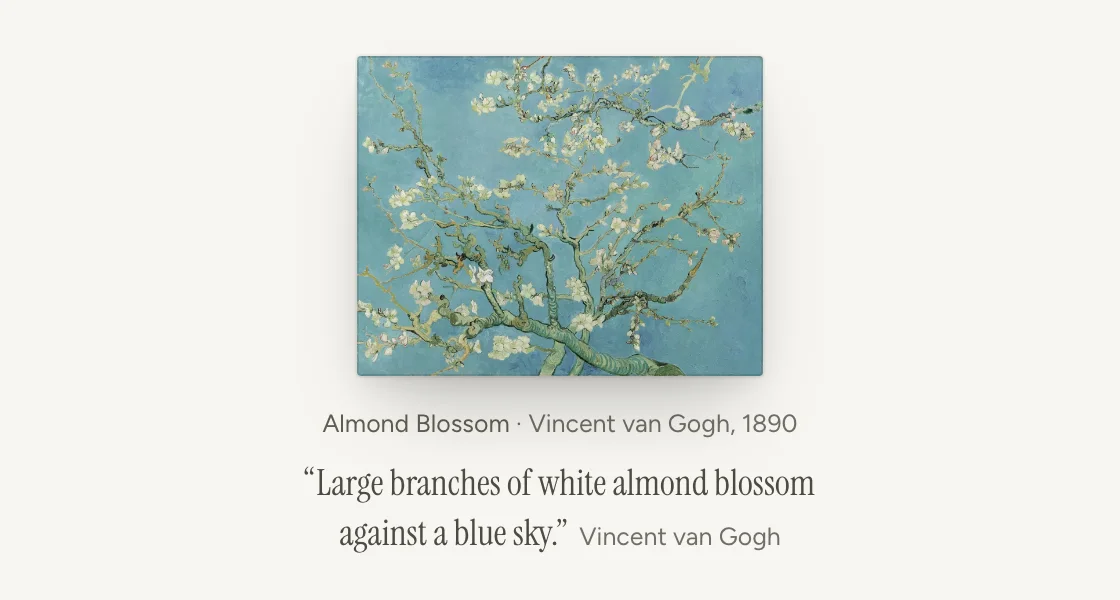 Almond Blossom · Vincent van Gogh, 1890
“Large branches of white almond blossom
against a blue sky.” Vincent van Gogh